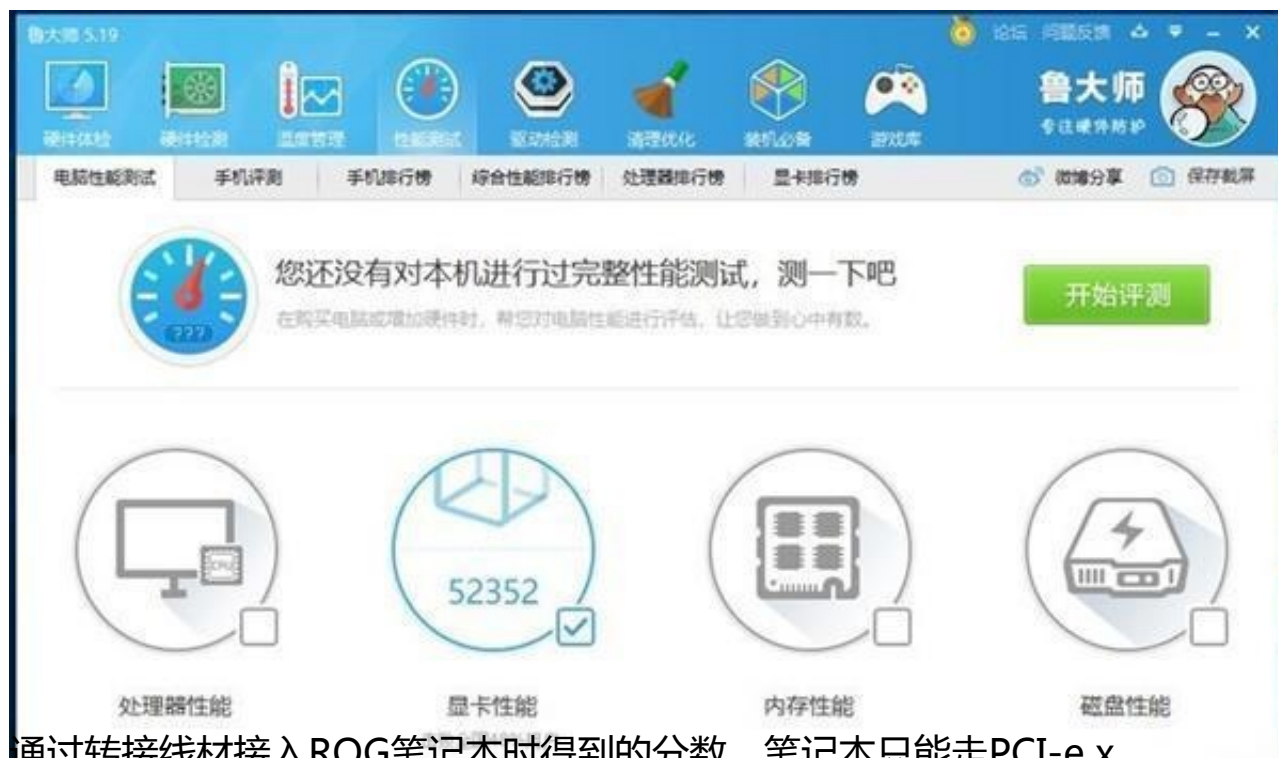 鲁大师 5.19
论坛 问题反馈
硬件体检 硬件检测 温度管理 性能测试 驱动检测 清理优化 装机必备 游戏库
鲁大师
专注硬件防护
电脑性能测试 手机评测 手机排行榜 综合性能排行榜 处理器排行榜 显卡排行榜 微博分享 保存截屏
您还没有对本机进行过完整性能测试，测一下吧
在购买电脑或增加硬件时，帮您对电脑性能进行评估，让您做到心中有数。
开始评测
???
CPU
52352
处理器性能 显卡性能 内存性能 磁盘性能
通过转接线材接入ROG笔记本时得到的分数，笔记本只能走PCI-e x